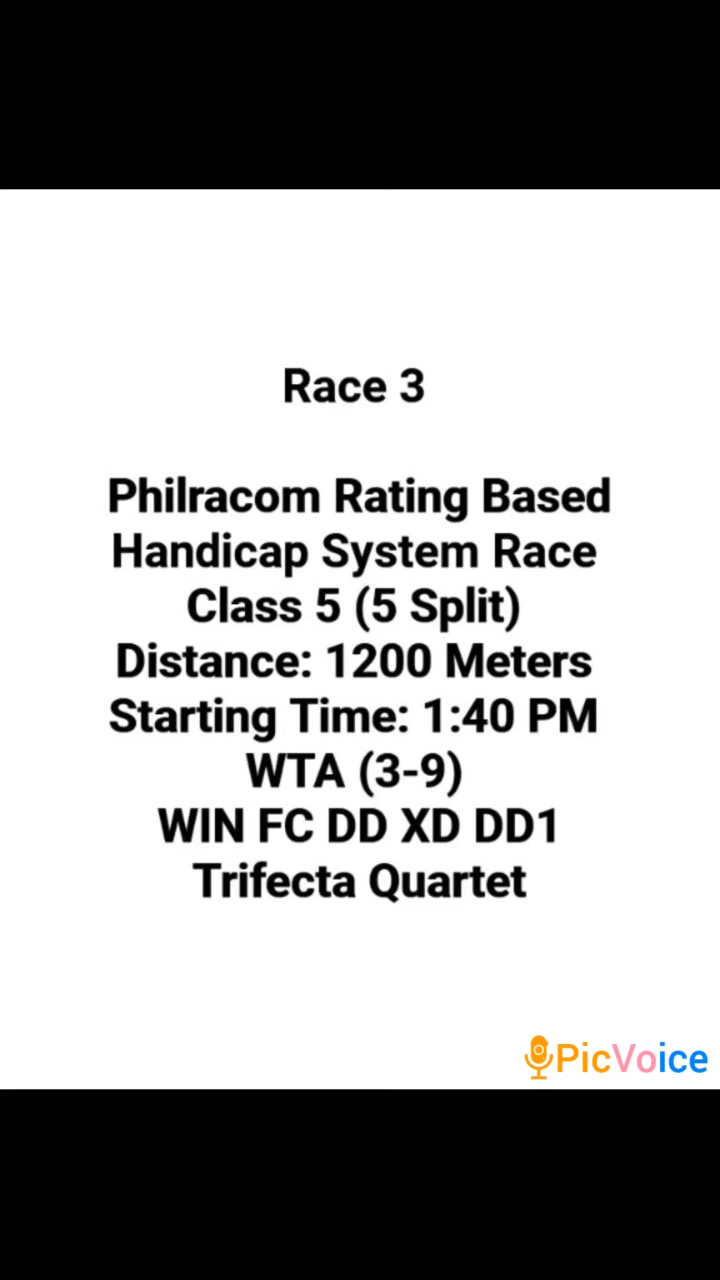 Race 3
Philracom Rating Based
Handicap System Race
Class 5 (5 Split)
Distance: 1200 Meters
Starting Time: 1:40 PM
WTA (3-9)
WIN FC DD XD DD1
Trifecta Quartet
PicVoice